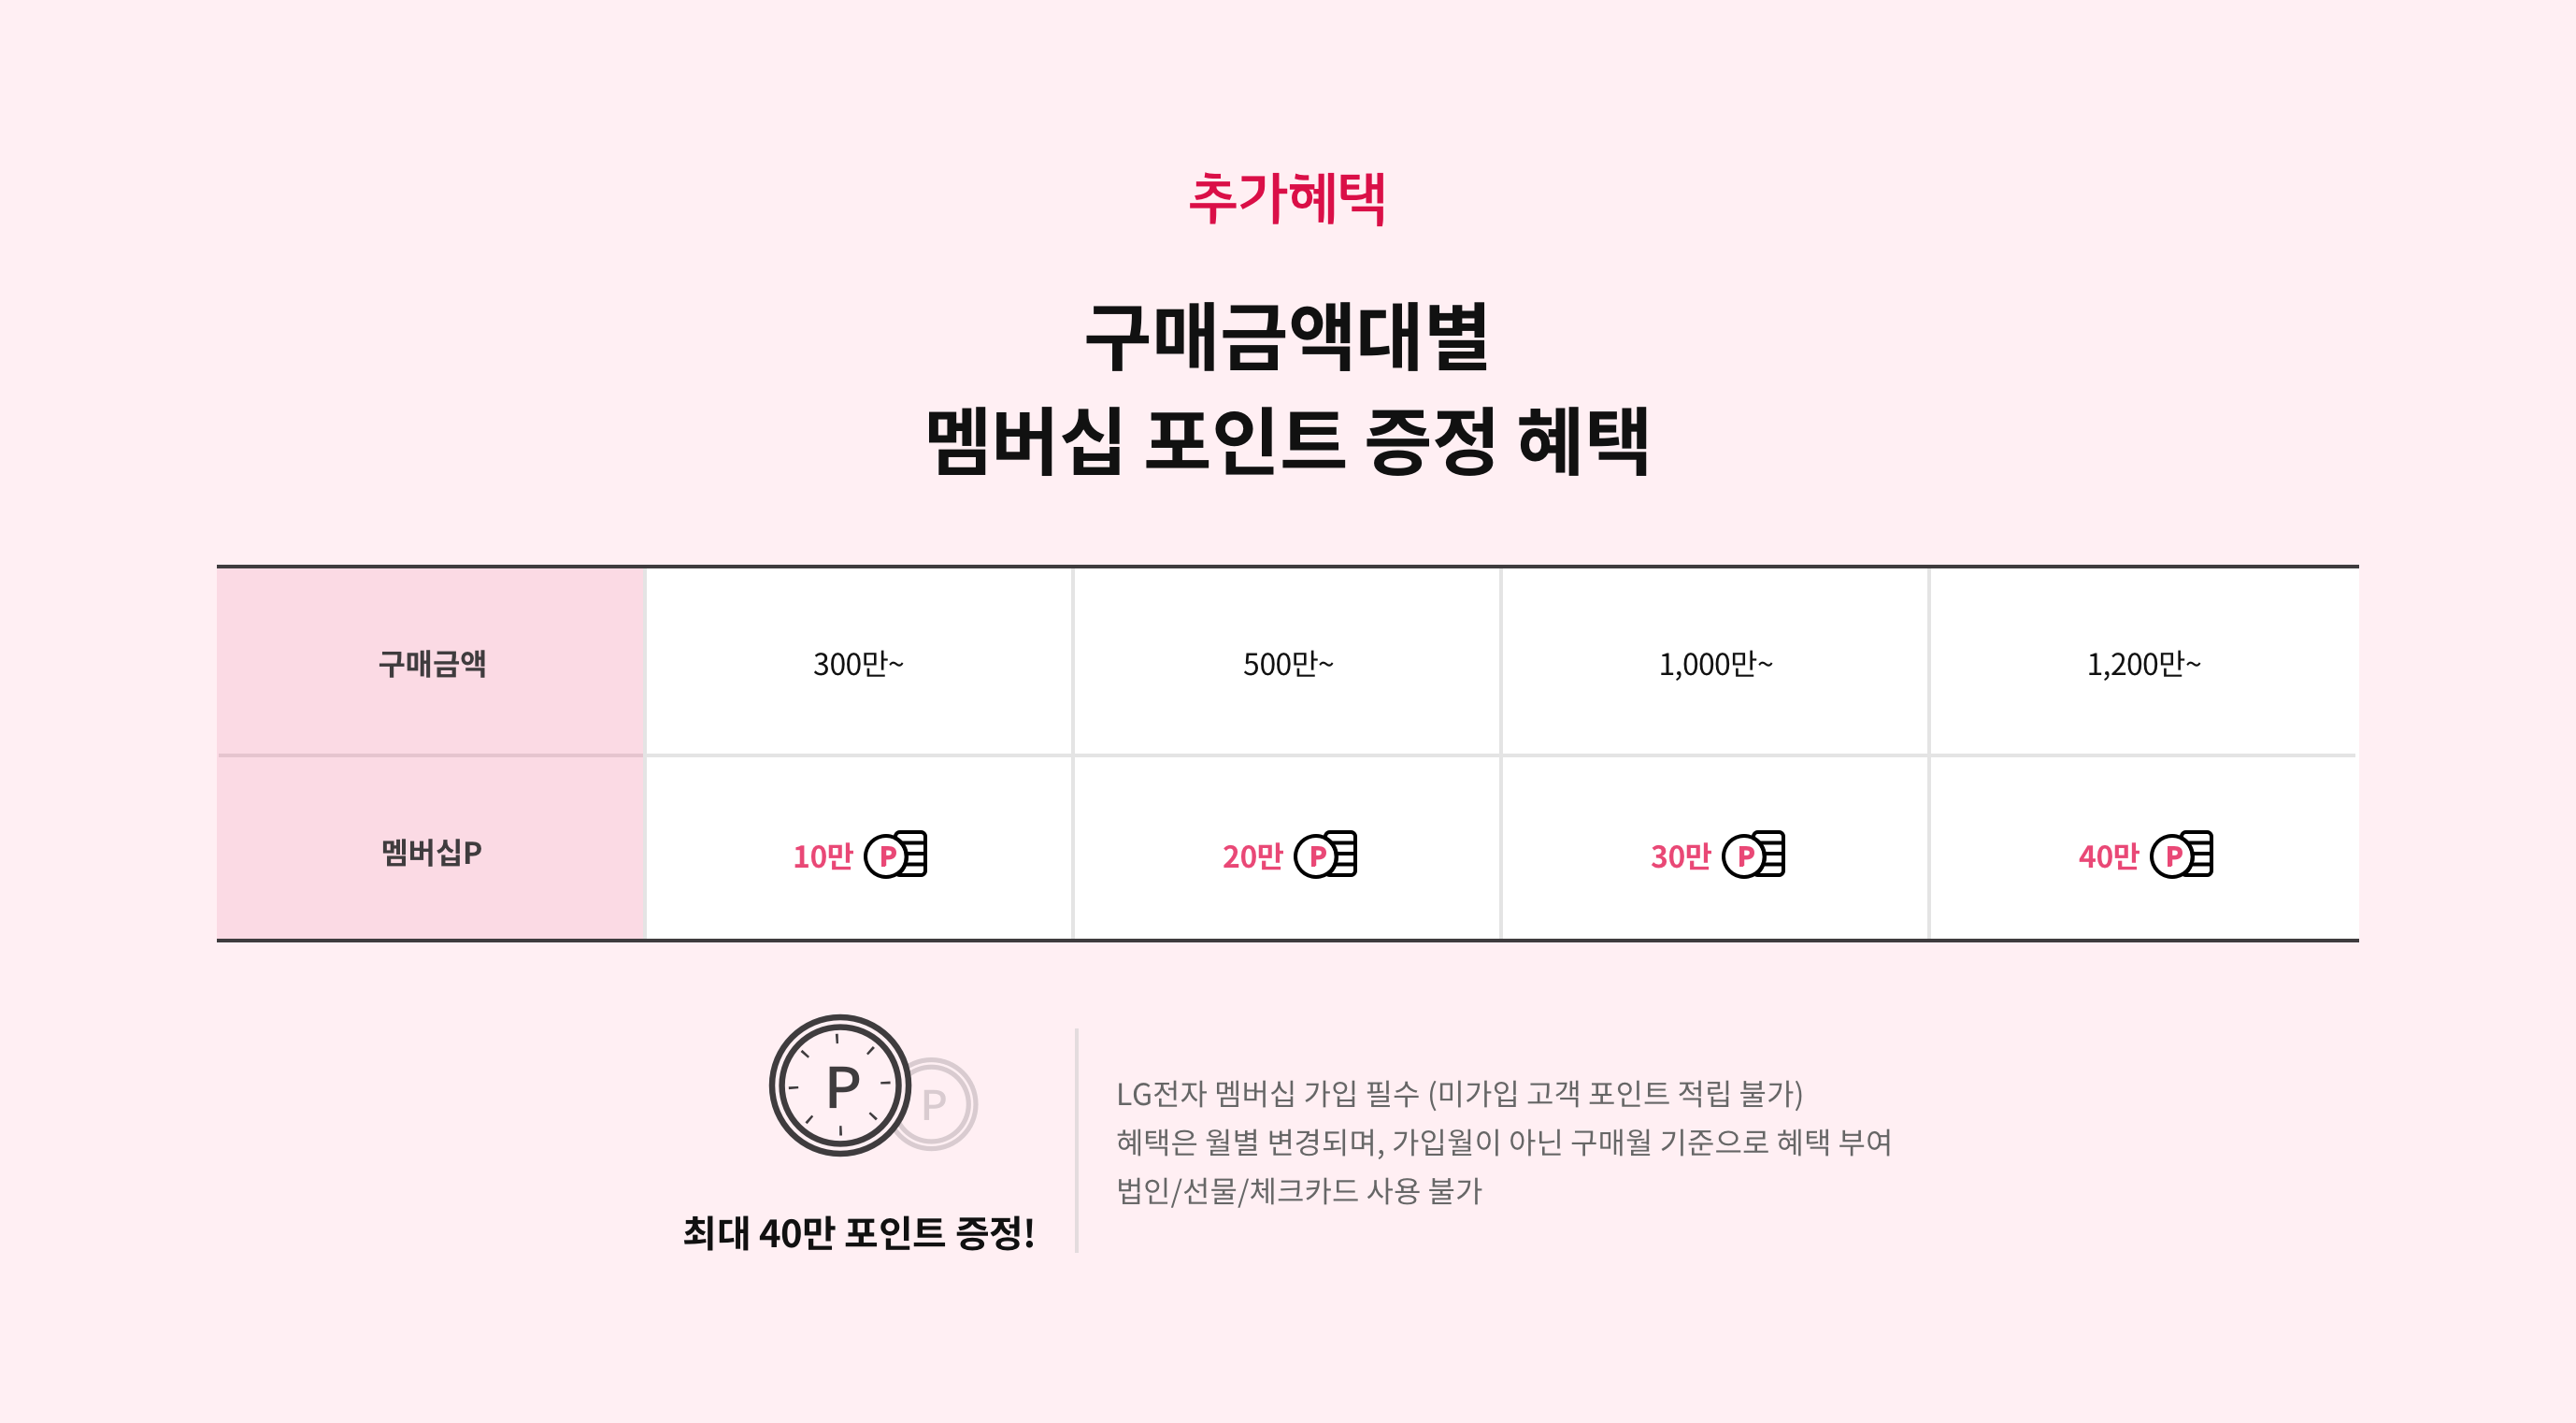 추가혜택
구매금액대별
멤버십 포인트 증정 혜택
구매금액 300만~ 500만~ 1,000만~ 1,200만~
멤버십P 10만 P 20만 P 30만 P 40만 P
P P
최대 40만 포인트 증정!
LG전자 멤버십 가입 필수 (미가입 고객 포인트 적립 불가)
혜택은 월별 변경되며, 가입월이 아닌 구매월 기준으로 혜택 부여
법인/선물/체크카드 사용 불가